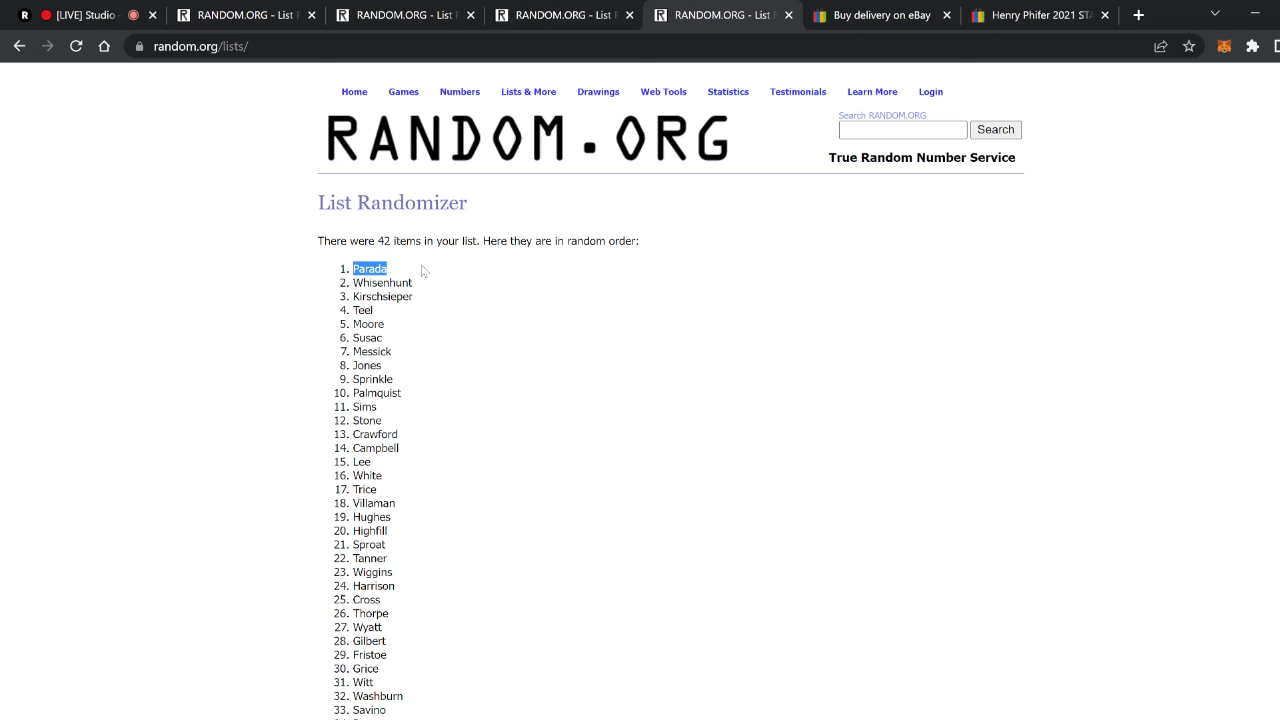 [LIVE] Studio
RANDOM.ORG - List F
RANDOM.ORG - List F
RANDOM.ORG - List F
RANDOM.ORG - List F
Buy delivery on eBay
Henry Phifer 2021 STA
random.org/lists/
Home Games Numbers Lists & More Drawings Web Tools Statistics Testimonials Learn More Login
RANDOM.ORG
Search RANDOM.ORG
Search
True Random Number Service
List Randomizer
There were 42 items in your list. Here they are in random order:
1. Parada
2. Whisenhunt
3. Kirschsieper
4. Teel
5. Moore
6. Susac
7. Messick
8. Jones
9. Sprinkle
10. Palmquist
11. Sims
12. Stone
13. Crawford
14. Campbell
15. Lee
16. White
17. Trice
18. Villaman
19. Hughes
20. Highfill
21. Sproat
22. Tanner
23. Wiggins
24. Harrison
25. Cross
26. Thorpe
27. Wyatt
28. Gilbert
29. Fristoe
30. Grice
31. Witt
32. Washburn
33. Savino